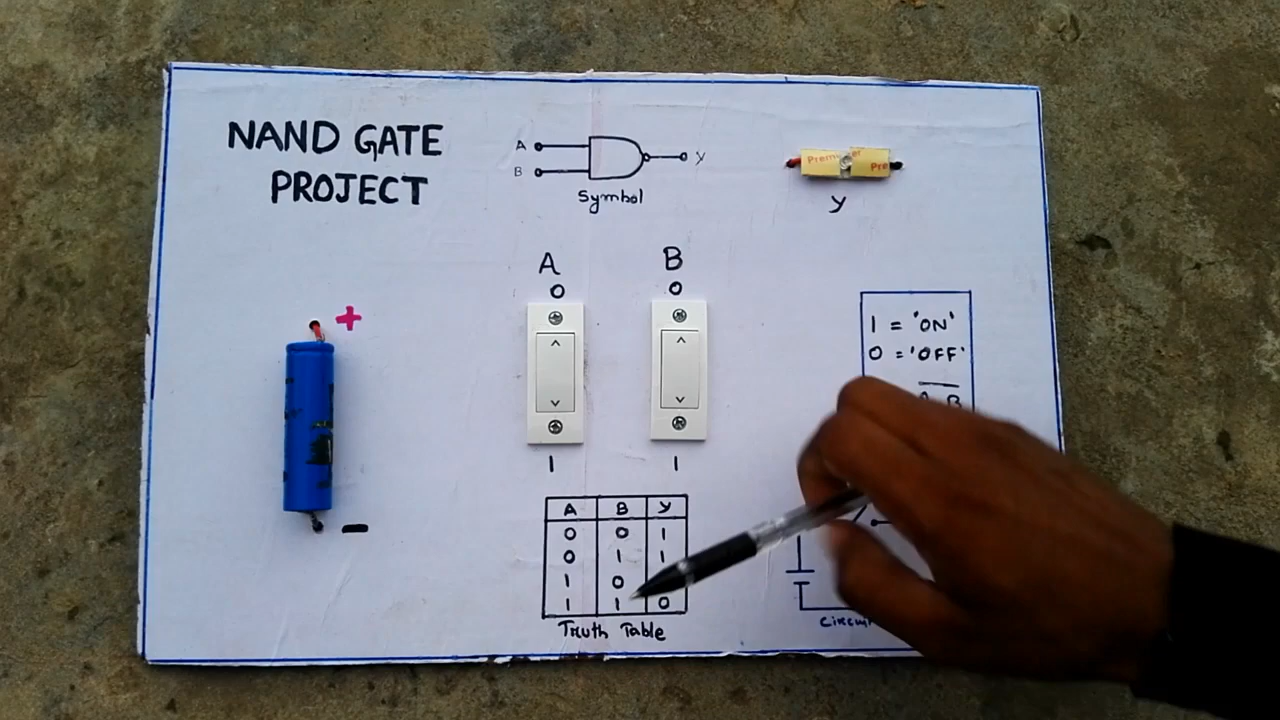 NAND GATE
PROJECT
A
B
Y
Symbol
Y
A
B
0
0
1
1
+
-
1 = 'ON'
0 = 'OFF'
A B Y
0 0 1
0 1 1
1 0
1 1 0
Truth Table